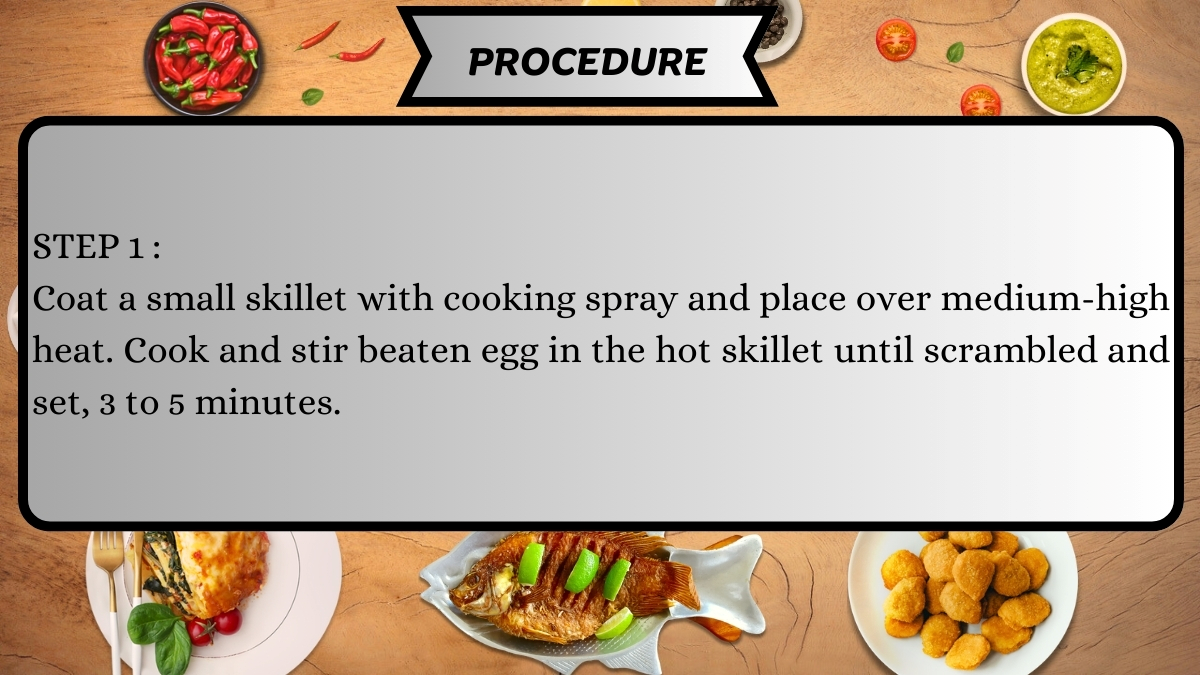 PROCEDURE
STEP 1 :
Coat a small skillet with cooking spray and place over medium-high
heat. Cook and stir beaten egg in the hot skillet until scrambled and
set, 3 to 5 minutes.